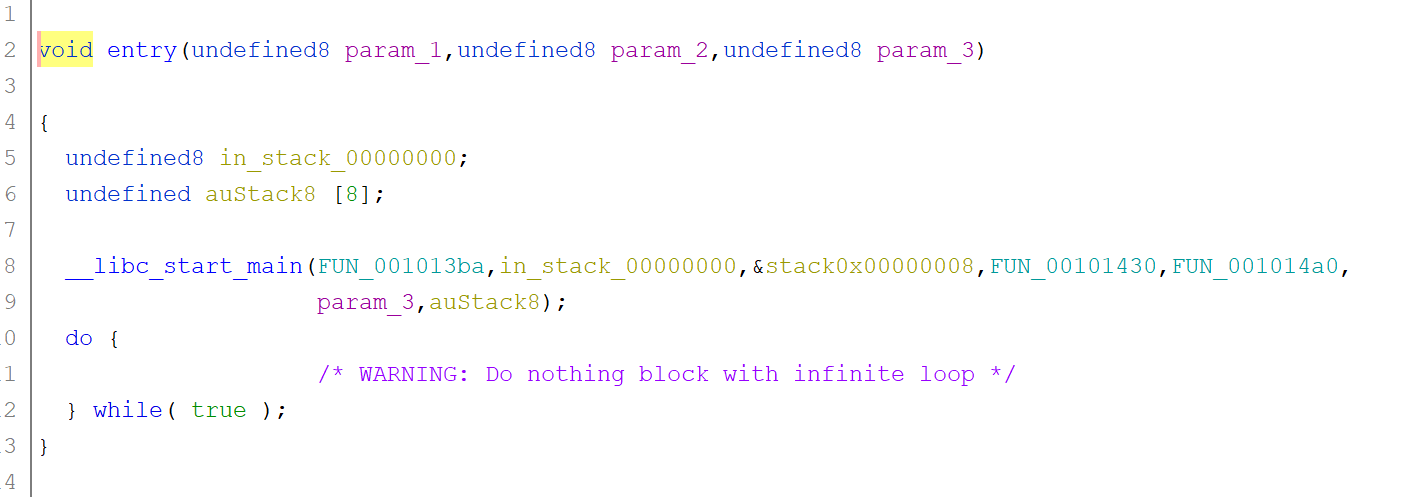 1
2 void entry(undefined8 param_1,undefined8 param_2,undefined8 param_3)
3
4 {
5 undefined8 in_stack_00000000;
6 undefined auStack8 [8];
7
8 __libc_start_main(FUN_001013ba,in_stack_00000000,&stack0x00000008,FUN_00101430,FUN_001014a0,
9 param_3,auStack8);
0 do {
1 /* WARNING: Do nothing block with infinite loop */
2 } while( true );
3 }
4